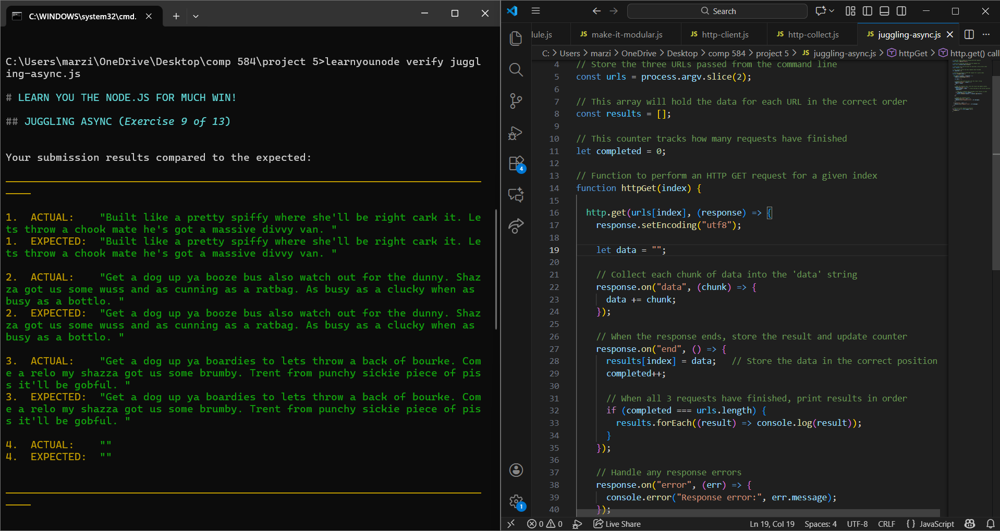 C:\WINDOWS\system32\cmd.
C:\Users\marzi\OneDrive\Desktop\comp 584\project 5>learnyounode verify juggl
ing-async.js
# LEARN YOU THE NODE.JS FOR MUCH WIN!
## JUGGLING ASYNC (Exercise 9 of 13)
Your submission results compared to the expected:
1.  ACTUAL:    "Built like a pretty spiffy where she'll be right cark it. Le
ts throw a chook mate he's got a massive divvy van. "
1.  EXPECTED:  "Built like a pretty spiffy where she'll be right cark it. Le
ts throw a chook mate he's got a massive divvy van. "
2.  ACTUAL:    "Get a dog up ya booze bus also watch out for the dunny. Shaz
za got us some wuss and as cunning as a ratbag. As busy as a clucky when as
busy as a bottlo. "
2.  EXPECTED:  "Get a dog up ya booze bus also watch out for the dunny. Shaz
za got us some wuss and as cunning as a ratbag. As busy as a clucky when as
busy as a bottlo. "
3.  ACTUAL:    "Get a dog up ya boardies to lets throw a back of bourke. Com
e a relo my shazza got us some brumby. Trent from punchy sickie piece of pis
s it'll be gobful. "
3.  EXPECTED:  "Get a dog up ya boardies to lets throw a back of bourke. Com
e a relo my shazza got us some brumby. Trent from punchy sickie piece of pis
s it'll be gobful. "
4.  ACTUAL:    ""
4.  EXPECTED:  ""
Search
lule.js
JS make-it-modular.js
JS http-client.js
JS http-collect.js
JS juggling-async.js
C: > Users > marzi > OneDrive > Desktop > comp 584 > project 5 > JS juggling-async.js > httpGet > http.get() call
4 // Store the three URLs passed from the command line
5 const urls = process.argv.slice(2);
6
7 // This array will hold the data for each URL in the correct order
8 const results = [];
9
10 // This counter tracks how many requests have finished
11 let completed = 0;
12
13 // Function to perform an HTTP GET request for a given index
14 function httpGet(index) {
15
16   http.get(urls[index], (response) => {
17     response.setEncoding("utf8");
18
19     let data = "";
20
21     // Collect each chunk of data into the 'data' string
22     response.on("data", (chunk) => {
23       data += chunk;
24     });
25
26     // When the response ends, store the result and update counter
27     response.on("end", () => {
28       results[index] = data;   // Store the data in the correct position
29       completed++;
30
31       // When all 3 requests have finished, print results in order
32       if (completed === urls.length) {
33         results.forEach((result) => console.log(result));
34       }
35     });
36
37     // Handle any response errors
38     response.on("error", (err) => {
39       console.error("Response error:", err.message);
40     });
4
1
0 0
Live Share
Ln 19, Col 19
Spaces: 4
UTF-8
CRLF
{ } JavaScript